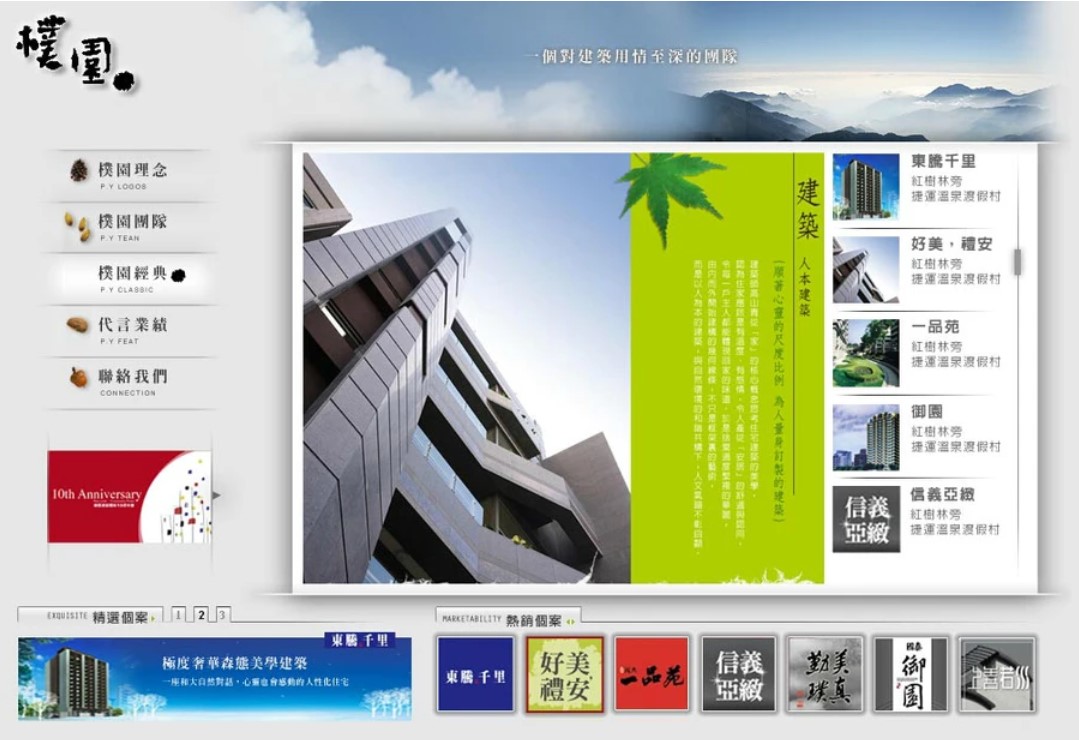 樸園
一個對建築用情至深的團隊
樸園理念
P.Y LOGOS
樸園團隊
P.Y TEAN
樸園經典
P.Y CLASSIC
代言業績
P.Y FEAT
聯絡我們
CONNECTION
10th Anniversary
建築 人本建築
(順著心靈的尺度比例 為人量身訂製的建築)
東騰千里
紅樹林旁
捷運溫泉渡假村
好美,禮安
紅樹林旁
捷運溫泉渡假村
一品苑
紅樹林旁
捷運溫泉渡假村
御園
紅樹林旁
捷運溫泉渡假村
信義亞緻
信義亞緻
紅樹林旁
捷運溫泉渡假村
EXQUISITE 精選個案 1 2 3
東騰千里
極度奢華森態美學建築
一座和大自然對話,心靈也會感動的人性化住宅
MARKETABILITY 熱銷個案
東騰千里
好美禮安
一品苑
信義亞緻
勤美璞真
國泰御園
上善若